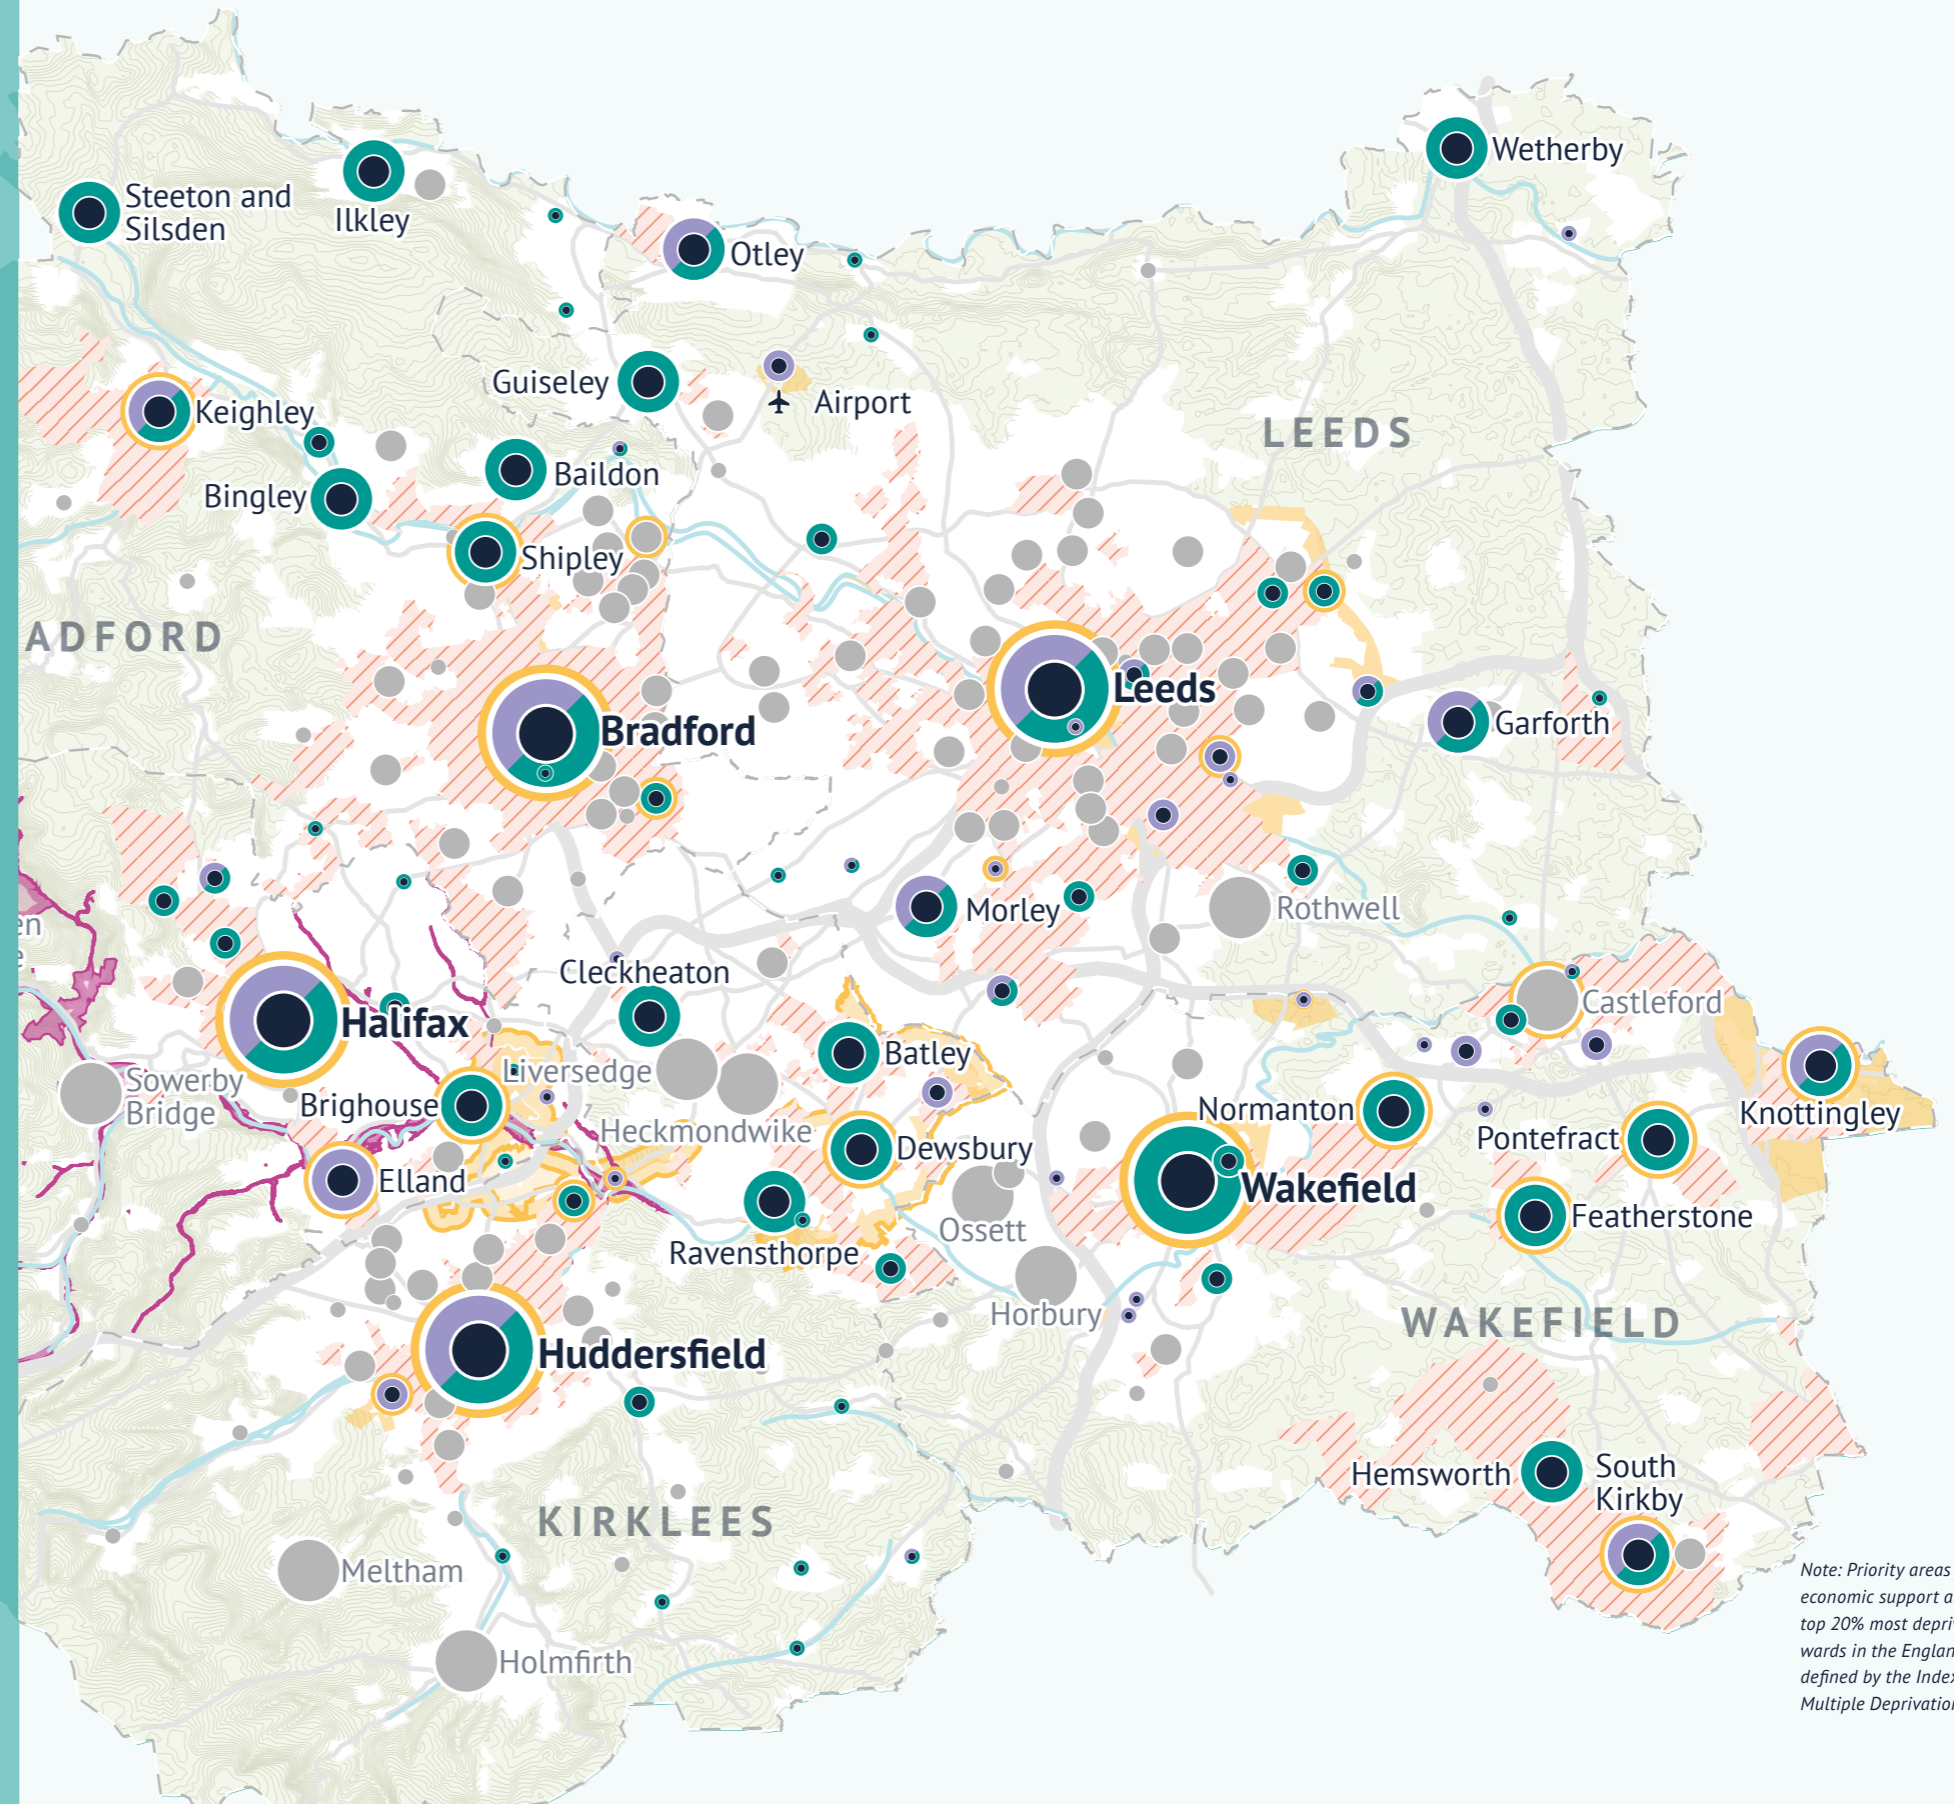 Wetherby
Steeton and
Silsden
Ilkley
Otley
Guiseley
Airport
Keighley
LEEDS
Baildon
Bingley
Shipley
ADFORD
Leeds
Bradford
Garforth
Morley
Rothwell
en
e
Cleckheaton
Castleford
Halifax
Batley
Liversedge
Sowerby
Bridge
Brighouse
Normanton
Knottingley
Heckmondwike
Pontefract
Dewsbury
Elland
Wakefield
Featherstone
Ossett
Ravensthorpe
Horbury
WAKEFIELD
Huddersfield
Hemsworth
South
Kirkby
KIRKLEES
Meltham
Holmfirth
Note: Priority areas
economic support a
top 20% most depri
wards in the Englan
defined by the Index
Multiple Deprivation